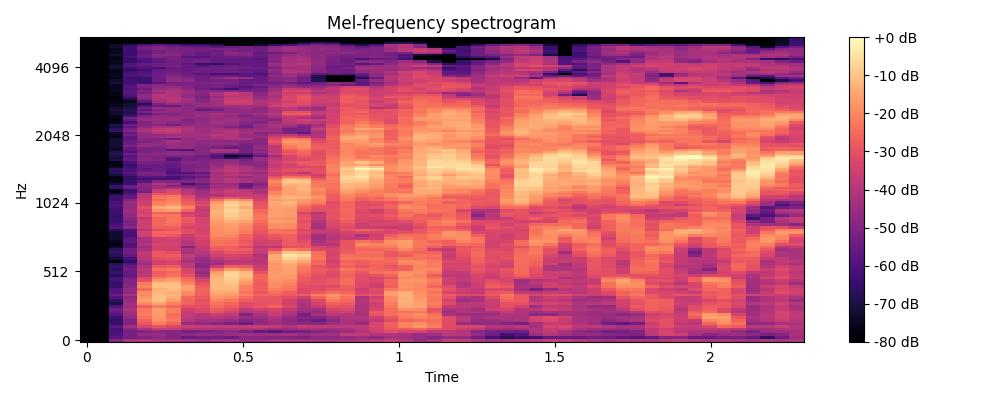 Mel-frequency spectrogram
+0 dB
4096
-10 dB
-20 dB
2048
-30 dB
Hz
1024
-40 dB
-50 dB
512
-60 dB
-70 dB
0
-80 dB
0
0.5
1
1.5
2
Time